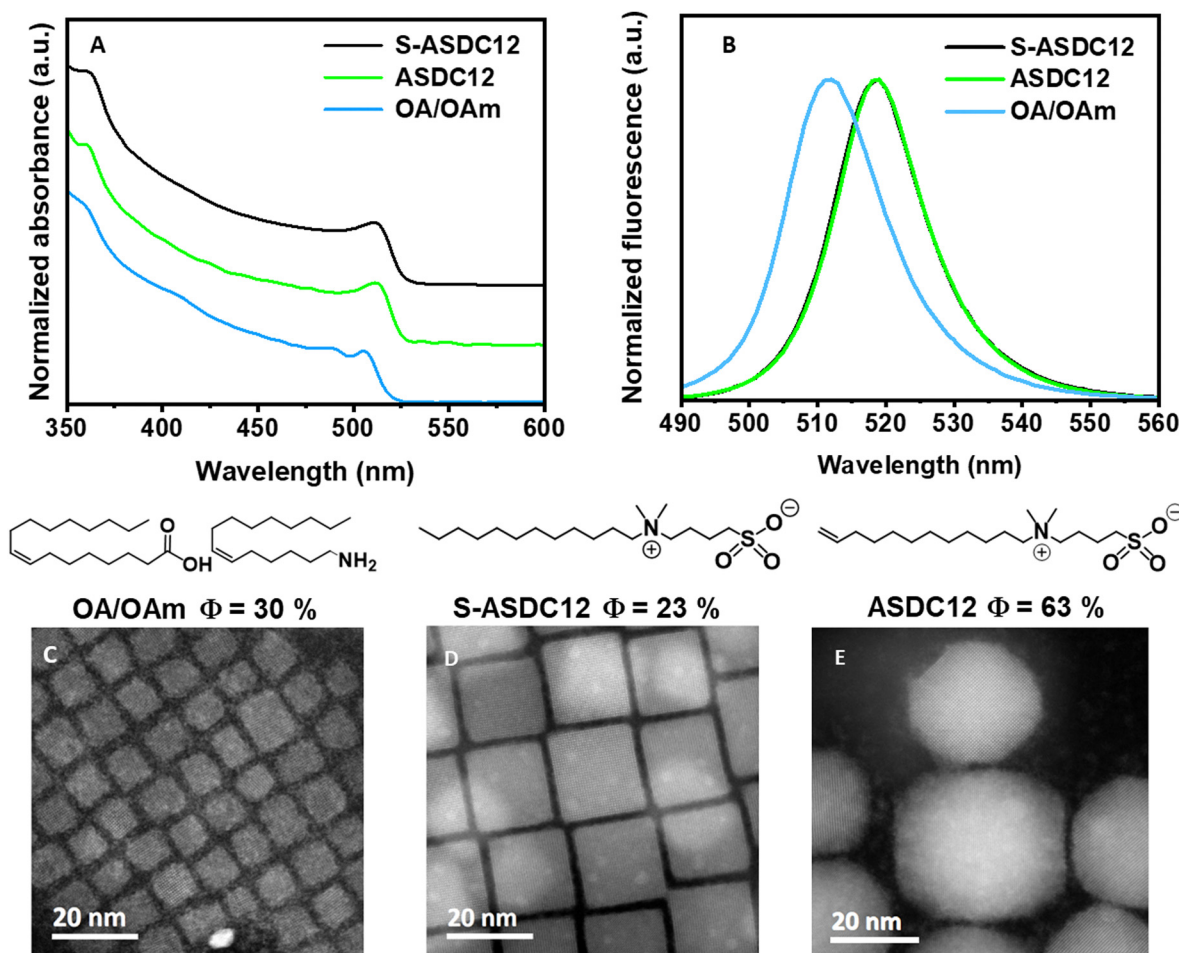 A
S-ASDC12
ASDC12
OA/OAm
Normalized absorbance (a.u.)
350 400 450 500 550 600
Wavelength (nm)
B
S-ASDC12
ASDC12
OA/OAm
Normalized fluorescence (a.u.)
490 500 510 520 530 540 550 560
Wavelength (nm)
O
OH
NH₂
N
⊕
S
O
⊖
O O
N
⊕
S
O
⊖
O O
OA/OAm Φ = 30 %
S-ASDC12 Φ = 23 %
ASDC12 Φ = 63 %
C
20 nm
D
20 nm
E
20 nm